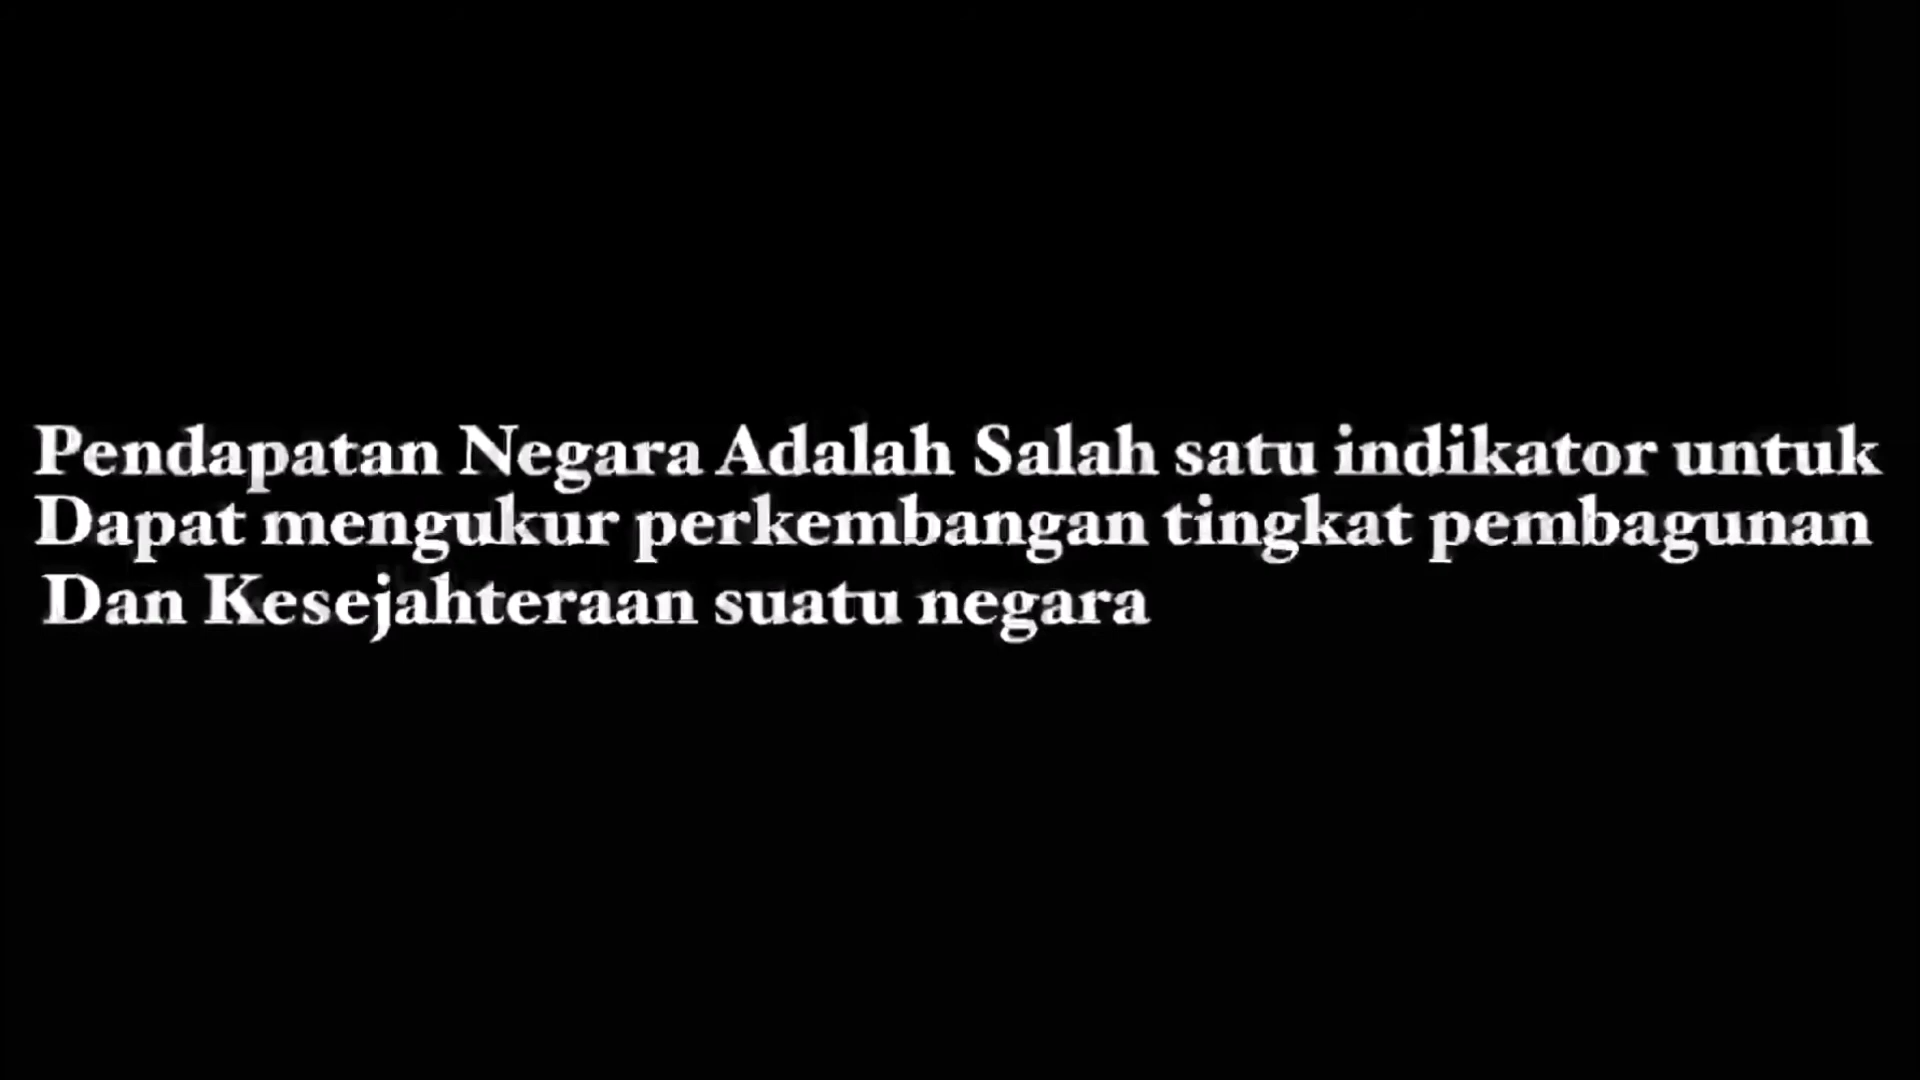 Pendapatan Negara Adalah Salah satu indikator untuk
Dapat mengukur perkembangan tingkat pembagunan
Dan Kesejahteraan suatu negara